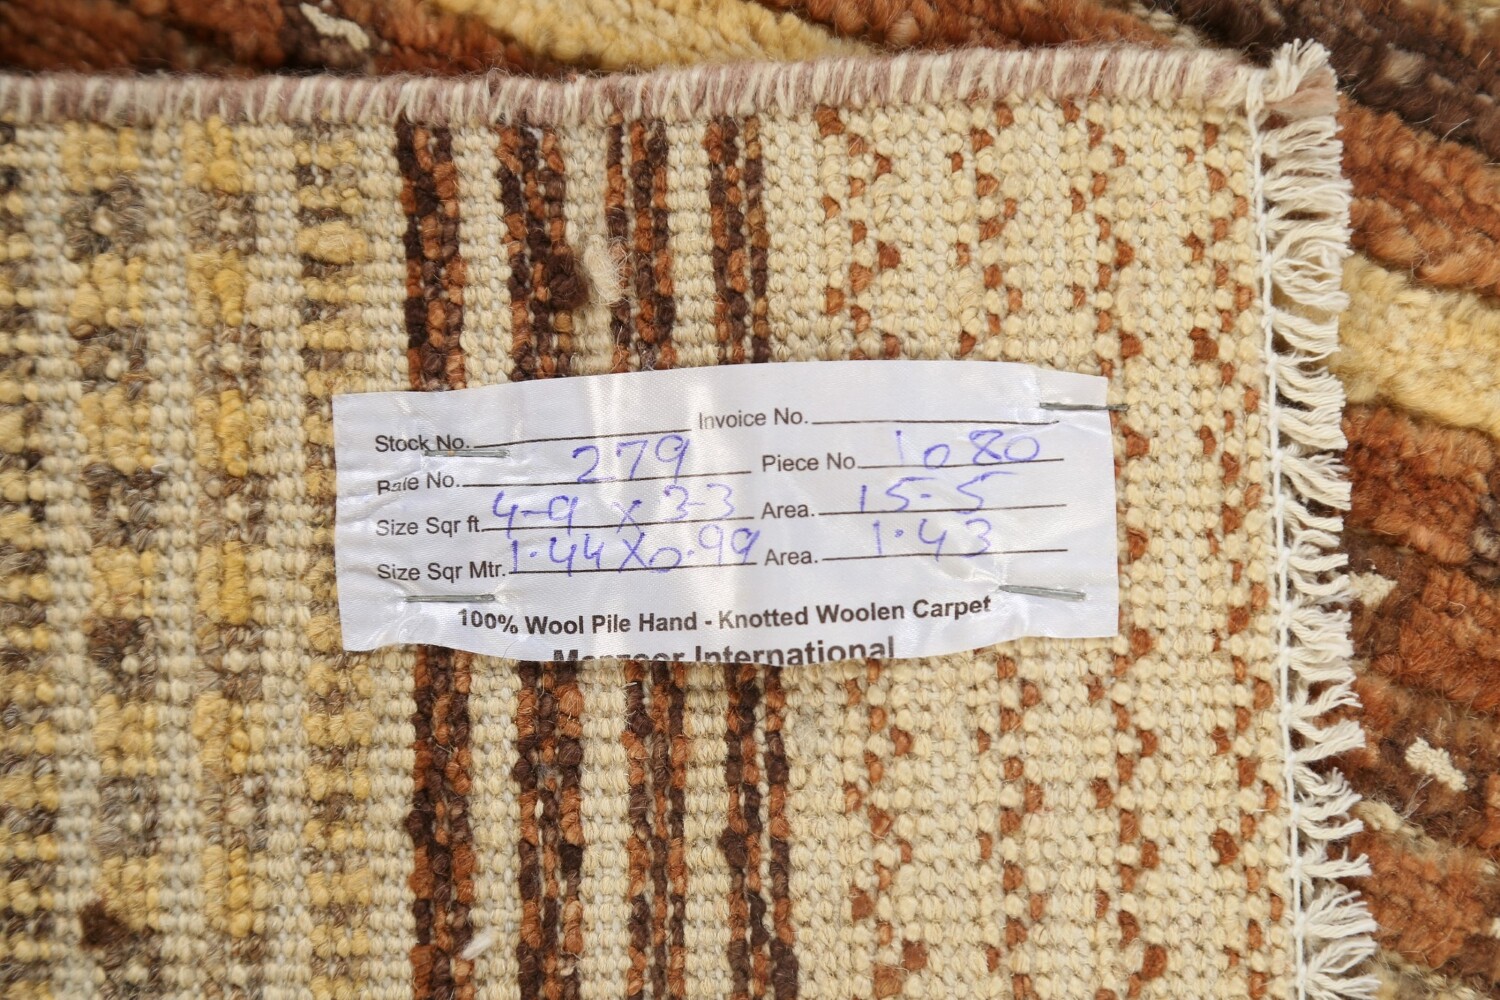 Stock No. Invoice No.
Bale No. 279 Piece No. 1080
Size Sqr ft. 4-9 x 3-3 Area. 15-5
Size Sqr Mtr. 1.44X0.99 Area. 1.43
100% Wool Pile Hand - Knotted Woolen Carpet
Manzoor International